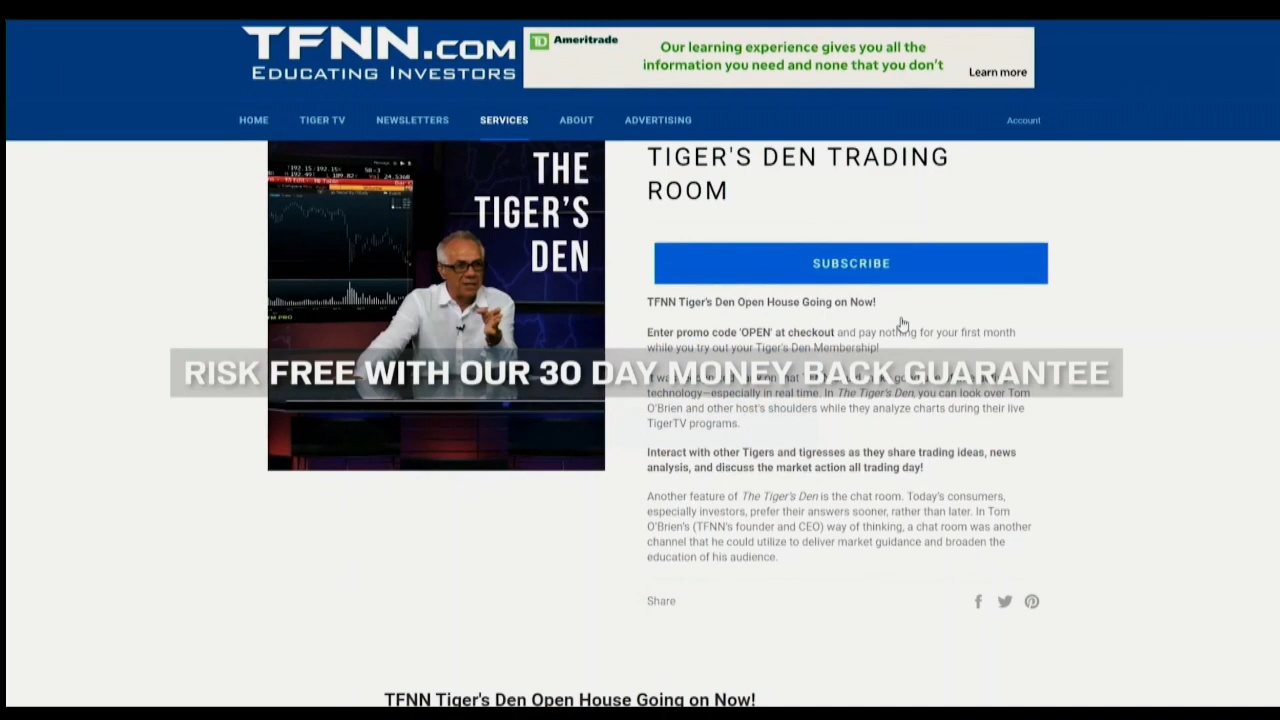 TFNN.COM
EDUCATING INVESTORS
Ameritrade
Our learning experience gives you all the
information you need and none that you don't
Learn more
HOME TIGER TV NEWSLETTERS SERVICES ABOUT ADVERTISING Account
THE
TIGER'S
DEN
TIGER'S DEN TRADING
ROOM
SUBSCRIBE
TFNN Tiger's Den Open House Going on Now!
Enter promo code 'OPEN' at checkout and pay nothing for your first month
while you try out your Tiger's Den Membership!
RISK FREE WITH OUR 30 DAY MONEY BACK GUARANTEE
technology—especially in real time. In The Tiger's Den, you can look over Tom
O'Brien and other host's shoulders while they analyze charts during their live
TigerTV programs.
Interact with other Tigers and tigresses as they share trading ideas, news
analysis, and discuss the market action all trading day!
Another feature of The Tiger's Den is the chat room. Today's consumers,
especially investors, prefer their answers sooner, rather than later. In Tom
O'Brien's (TFNN's founder and CEO) way of thinking, a chat room was another
channel that he could utilize to deliver market guidance and broaden the
education of his audience.
Share
TFNN Tiger's Den Open House Going on Now!